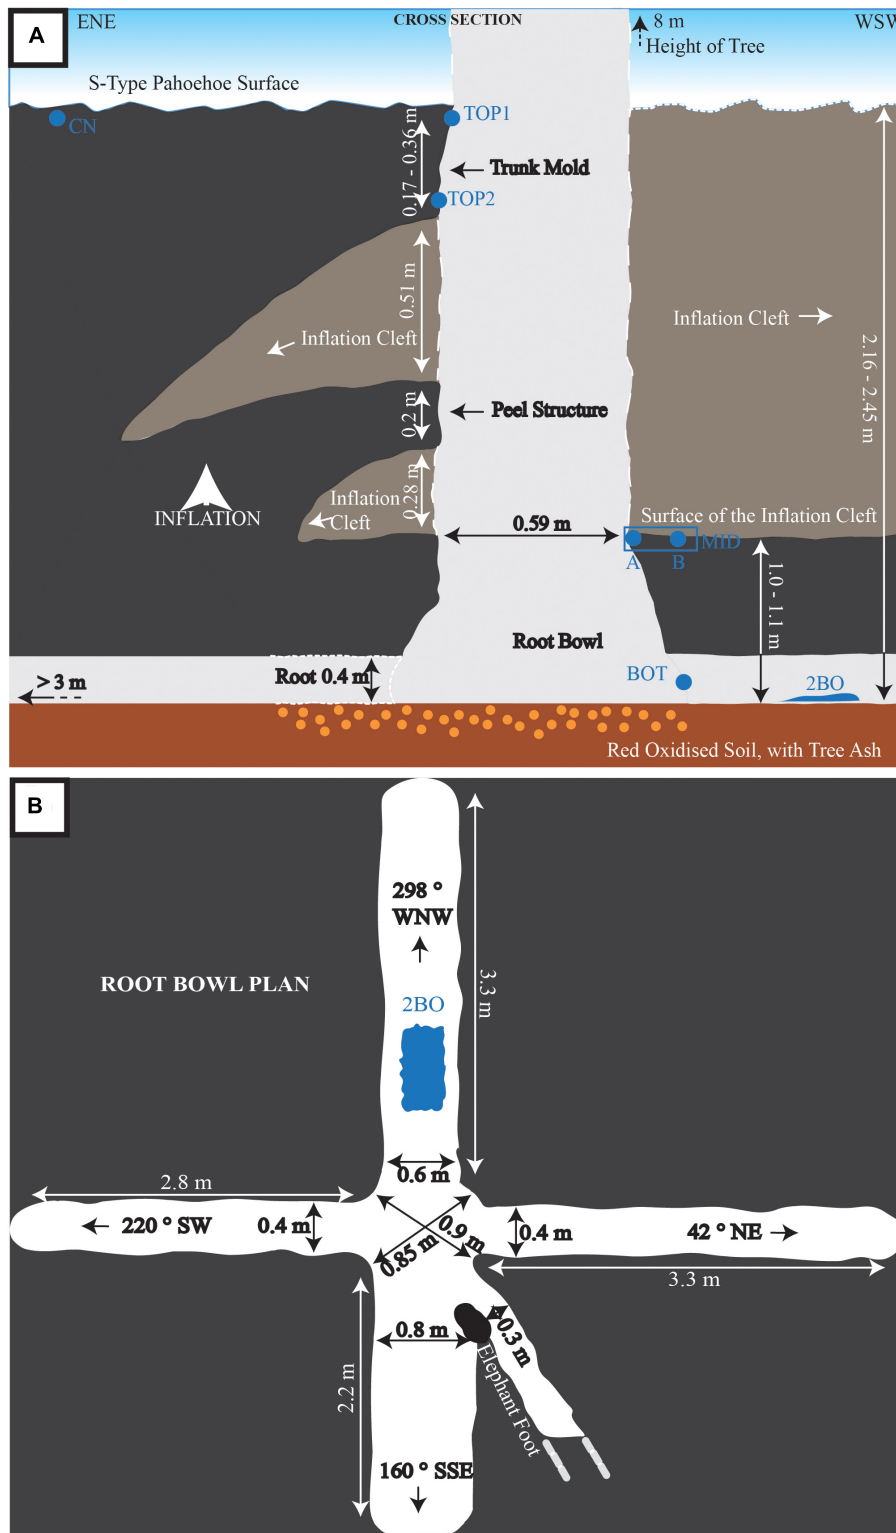 A
ENE
CROSS SECTION
8 m
WSW
Height of Tree
S-Type Pahoehoe Surface
CN
TOP1
0.17 - 0.36 m
Trunk Mold
TOP2
0.51 m
Inflation Cleft
Inflation Cleft
2.16 - 2.45 m
0.2 m
Peel Structure
0.28 m
Inflation
Cleft
INFLATION
0.59 m
Surface of the Inflation Cleft
MID
A
B
1.0 - 1.1 m
Root Bowl
> 3 m
Root 0.4 m
BOT
2BO
Red Oxidised Soil, with Tree Ash
B
298 °
WNW
ROOT BOWL PLAN
3.3 m
2BO
2.8 m
0.6 m
220 ° SW
0.4 m
0.9 m
0.85 m
0.4 m
42 ° NE
3.3 m
0.8 m
0.3 m
Elephant Foot
2.2 m
160 ° SSE